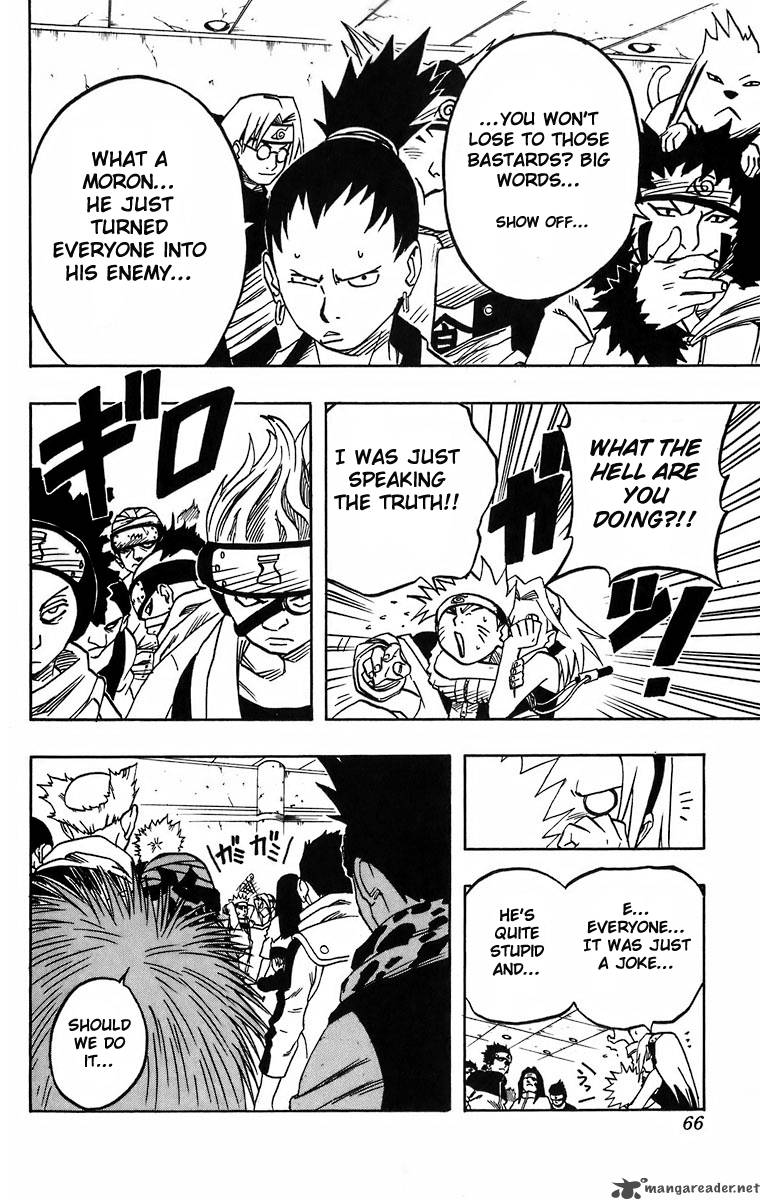 ...YOU WON'T
LOSE TO THOSE
BASTARDS? BIG
WORDS...
SHOW OFF...
WHAT A
MORON...
HE JUST
TURNED
EVERYONE INTO
HIS ENEMY...
自
WHAT THE
HELL ARE
YOU
DOING?!!
I WAS JUST
SPEAKING
THE TRUTH!!
ガッ!
ギロ
E...
EVERYONE...
IT WAS JUST
A JOKE...
HE'S
QUITE
STUPID
AND...
ガミガミ
SHOULD
WE DO
IT...
66
mangareader.net